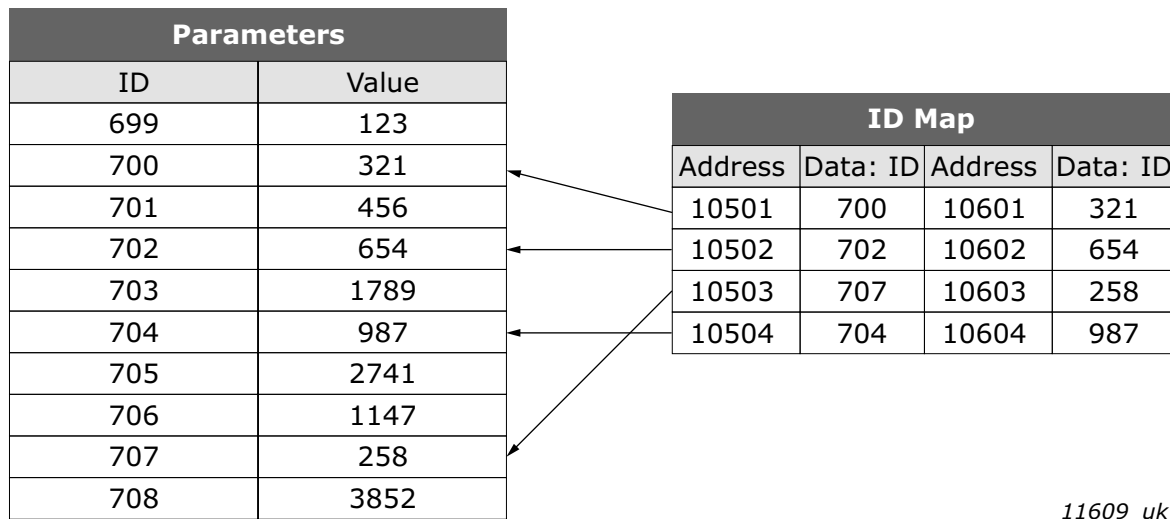 Parameters
ID Value
699 123
700 321
701 456
702 654
703 1789
704 987
705 2741
706 1147
707 258
708 3852
ID Map
Address Data: ID Address Data: ID
10501 700 10601 321
10502 702 10602 654
10503 707 10603 258
10504 704 10604 987
11609_uk